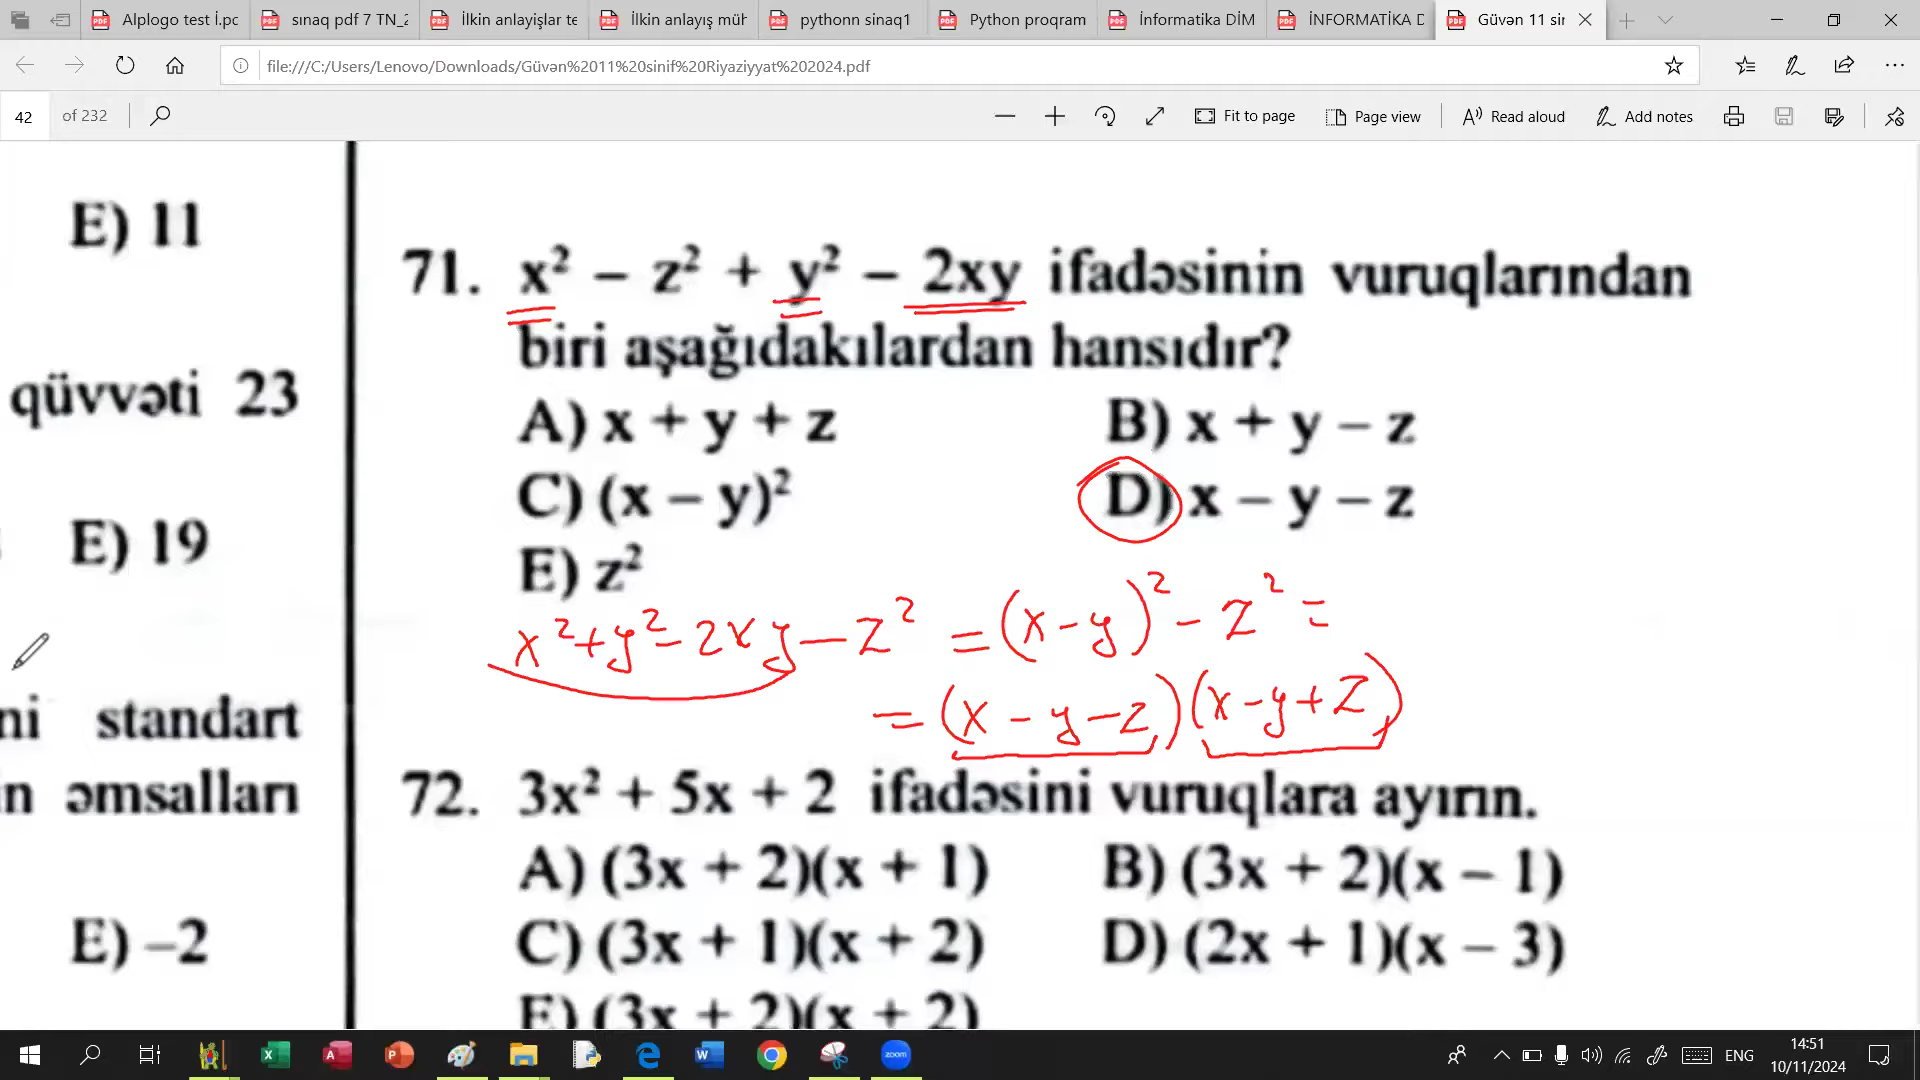 Alplogo test İ.pc
sınaq pdf 7 TN_2
İlkin anlayışlar te
İlkin anlayış müh
pythonn sinaq1
Python proqram
İnformatika DİM
İNFORMATİKA D
Güvən 11 sin
file:///C:/Users/Lenovo/Downloads/Güvən%2011%20sinif%20Riyaziyyat%202024.pdf
42 of 232
Fit to page
Page view
Read aloud
Add notes
E) 11
qüvvəti 23
E) 19
ni standart
n əmsalları
E) –2
71. x² – z² + y² – 2xy ifadəsinin vuruqlarından
biri aşağıdakılardan hansıdır?
A) x + y + z B) x + y – z
C) (x – y)² D) x – y – z
E) z²
x²+y²-2xy-z² = (x-y)² - z² =
= (x-y-z)(x-y+z)
72. 3x² + 5x + 2 ifadəsini vuruqlara ayırın.
A) (3x + 2)(x + 1) B) (3x + 2)(x – 1)
C) (3x + 1)(x + 2) D) (2x + 1)(x – 3)
E) (3x + 2)(x + 2)
zoom
ENG
14:51
10/11/2024